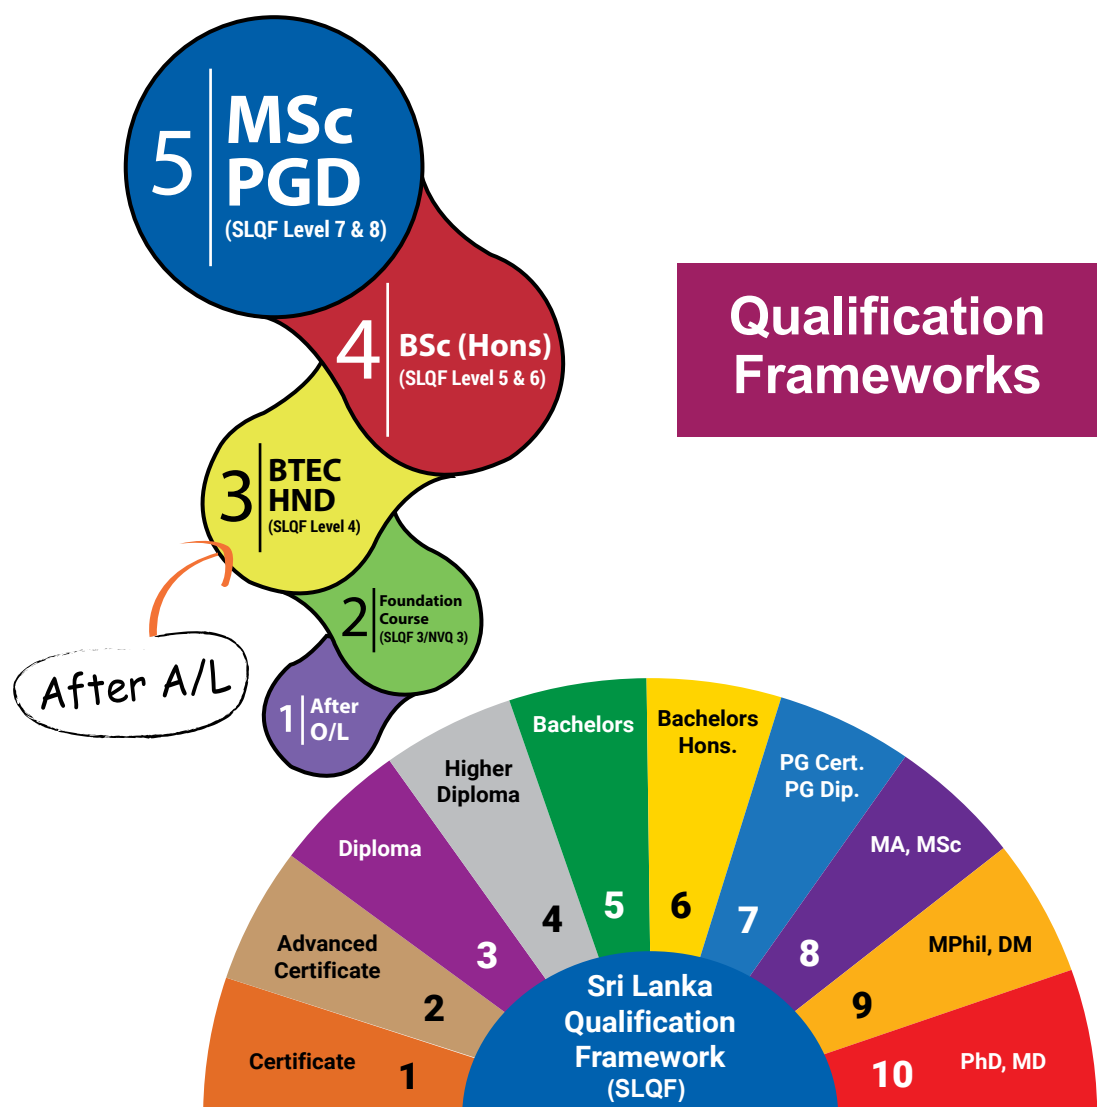 5
MSc
PGD
(SLQF Level 7 & 8)
4
BSc (Hons)
(SLQF Level 5 & 6)
Qualification
Frameworks
3
BTEC
HND
(SLQF Level 4)
2
Foundation
Course
(SLQF 3/NVQ 3)
After A/L
1
After
O/L
Certificate
1
Advanced
Certificate
2
Diploma
3
Higher
Diploma
4
Bachelors
5
Bachelors
Hons.
6
PG Cert.
PG Dip.
7
MA, MSc
8
MPhil, DM
9
PhD, MD
10
Sri Lanka
Qualification
Framework
(SLQF)